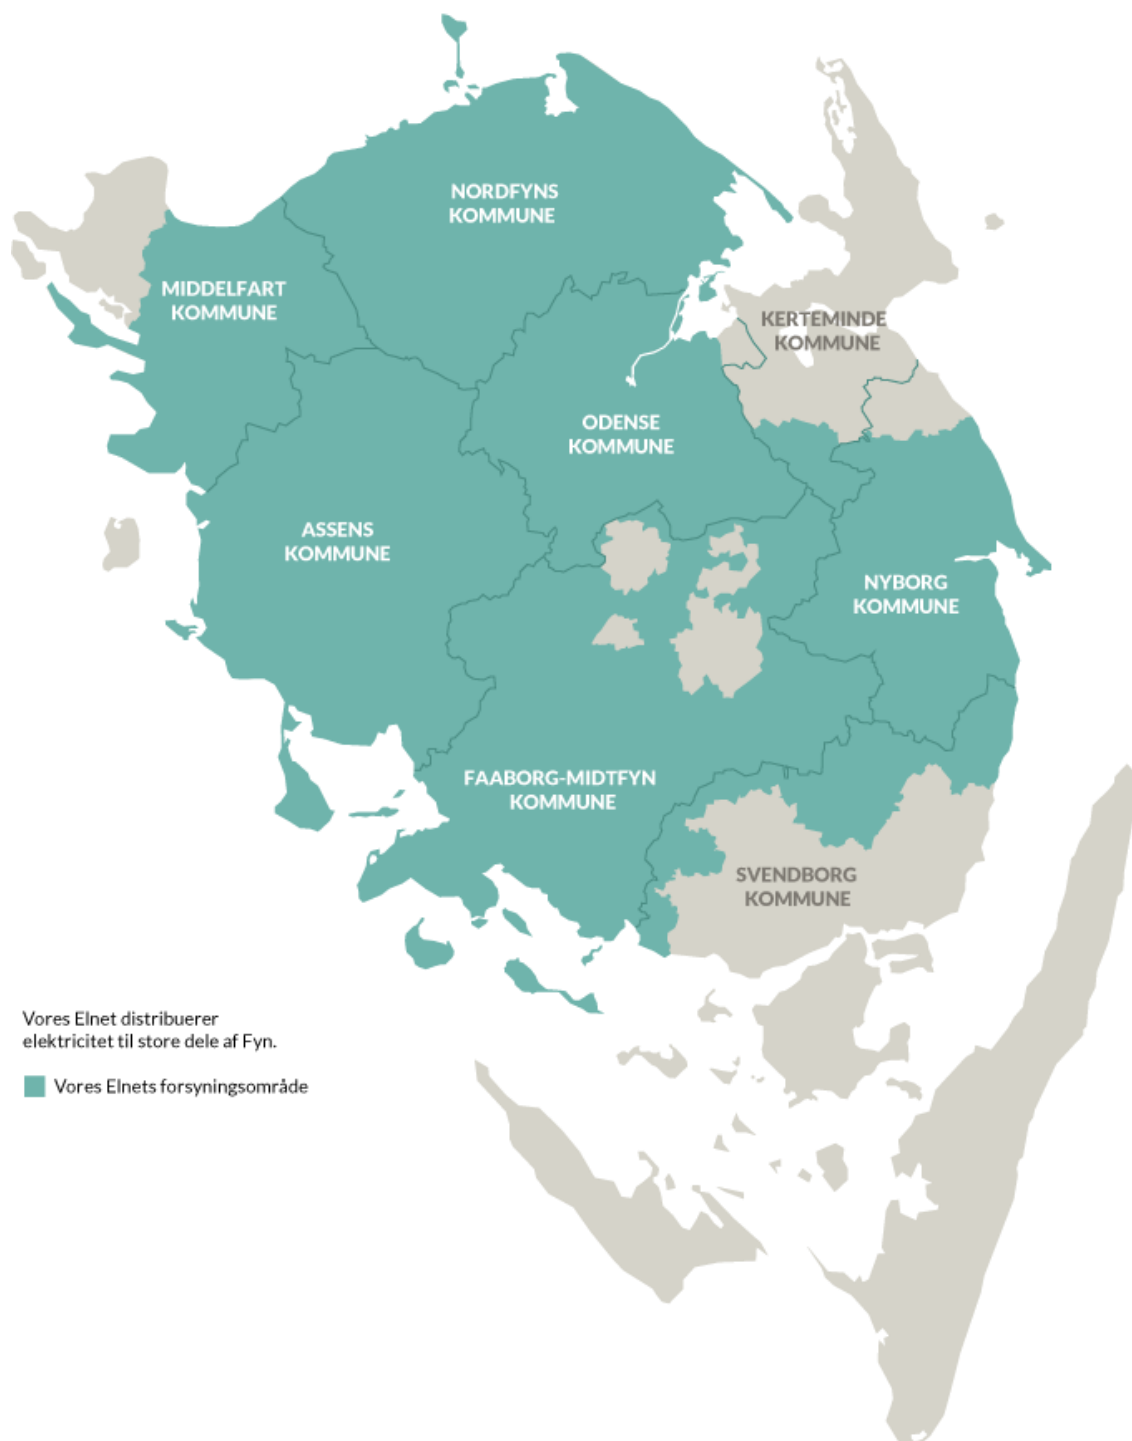 NORDFYNS
KOMMUNE
MIDDELFART
KOMMUNE
KERTEMINDE
KOMMUNE
ODENSE
KOMMUNE
ASSENS
KOMMUNE
NYBORG
KOMMUNE
FAABORG-MIDTFYN
KOMMUNE
SVENDBORG
KOMMUNE
Vores Elnet distribuerer
elektricitet til store dele af Fyn.
Vores Elnets forsyningsområde